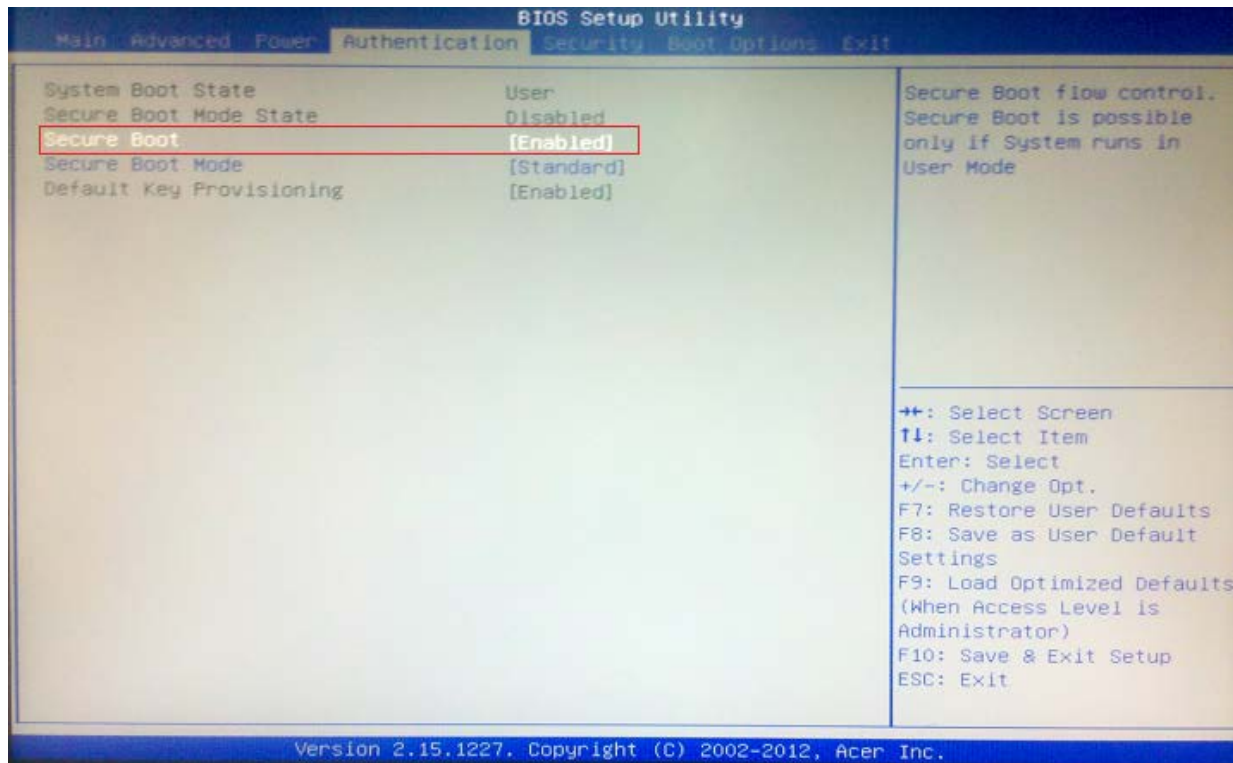 BIOS Setup Utility
Main Advanced Power Authentication Security Boot Options Exit
System Boot State User
Secure Boot Mode State Disabled
Secure Boot [Enabled]
Secure Boot Mode [Standard]
Default Key Provisioning [Enabled]
Secure Boot flow control.
Secure Boot is possible
only if System runs in
User Mode
→←: Select Screen
↑↓: Select Item
Enter: Select
+/-: Change Opt.
F7: Restore User Defaults
F8: Save as User Default
Settings
F9: Load Optimized Defaults
(When Access Level is
Administrator)
F10: Save & Exit Setup
ESC: Exit
Version 2.15.1227. Copyright (C) 2002-2012, Acer Inc.